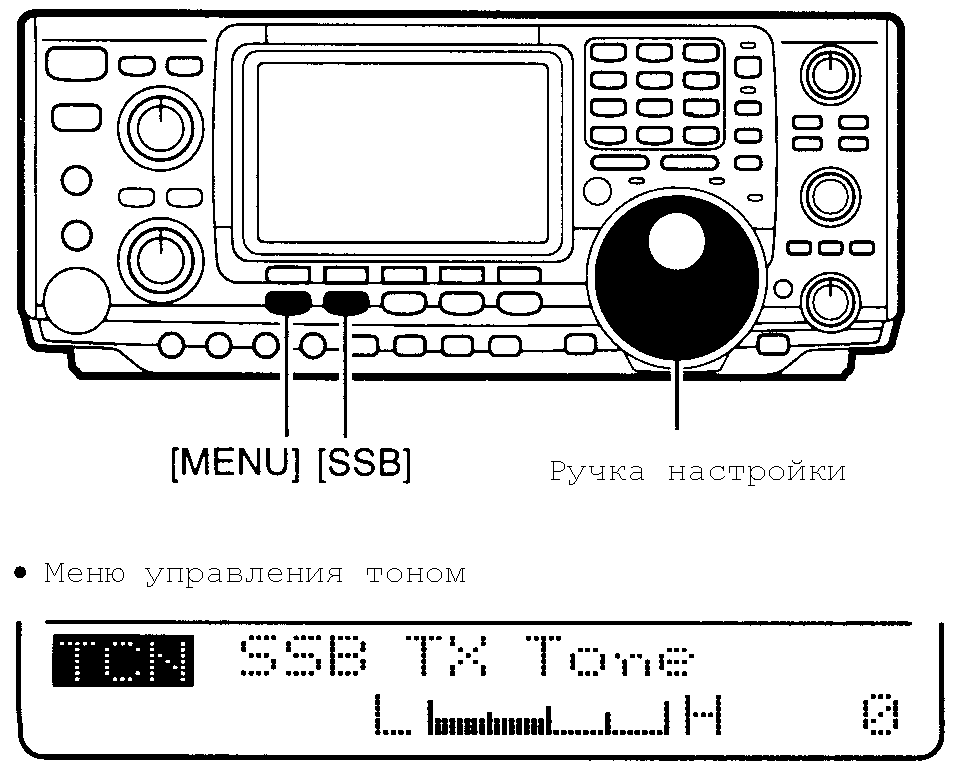 [MENU] [SSB]
Ручка настройки
• Меню управления тоном
TCN SSB TX Tone
L H 0